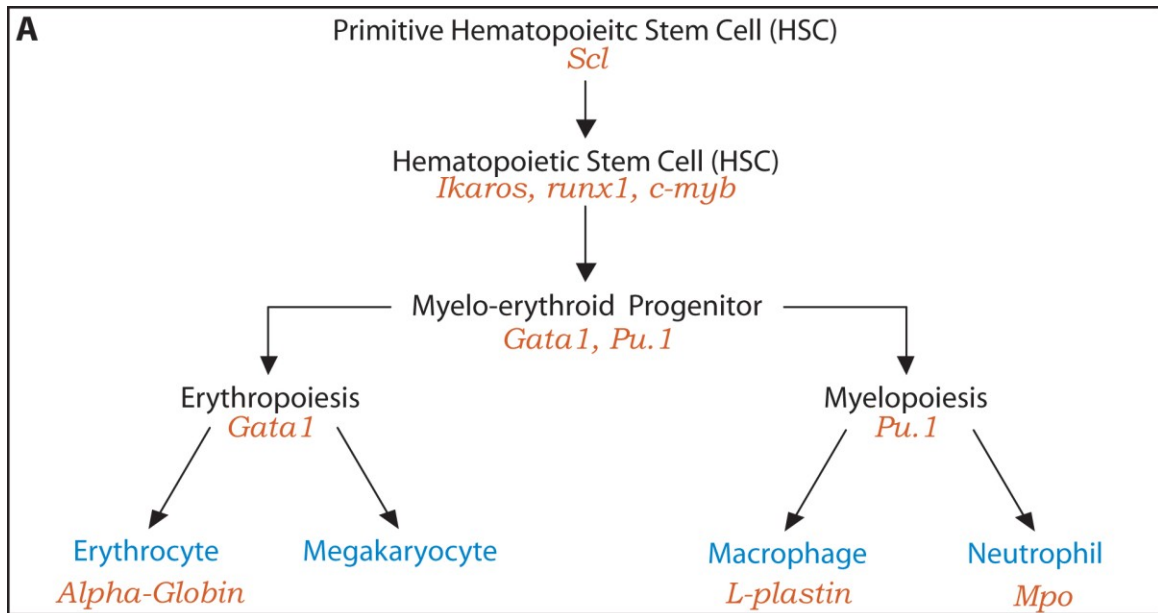 A
Primitive Hematopoieitc Stem Cell (HSC)
Scl
Hematopoietic Stem Cell (HSC)
Ikaros, runx1, c-myb
Myelo-erythroid Progenitor
Gata1, Pu.1
Erythropoiesis
Gata1
Myelopoiesis
Pu.1
Erythrocyte
Alpha-Globin
Megakaryocyte
Macrophage
L-plastin
Neutrophil
Mpo